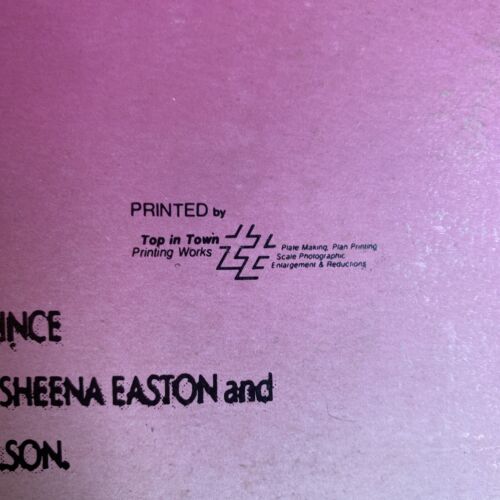 PRINTED by
Top in Town
Printing Works
Plate Making, Plan Printing
Scale Photographic
Enlargement & Reductions
INCE
SHEENA EASTON and
LSON.